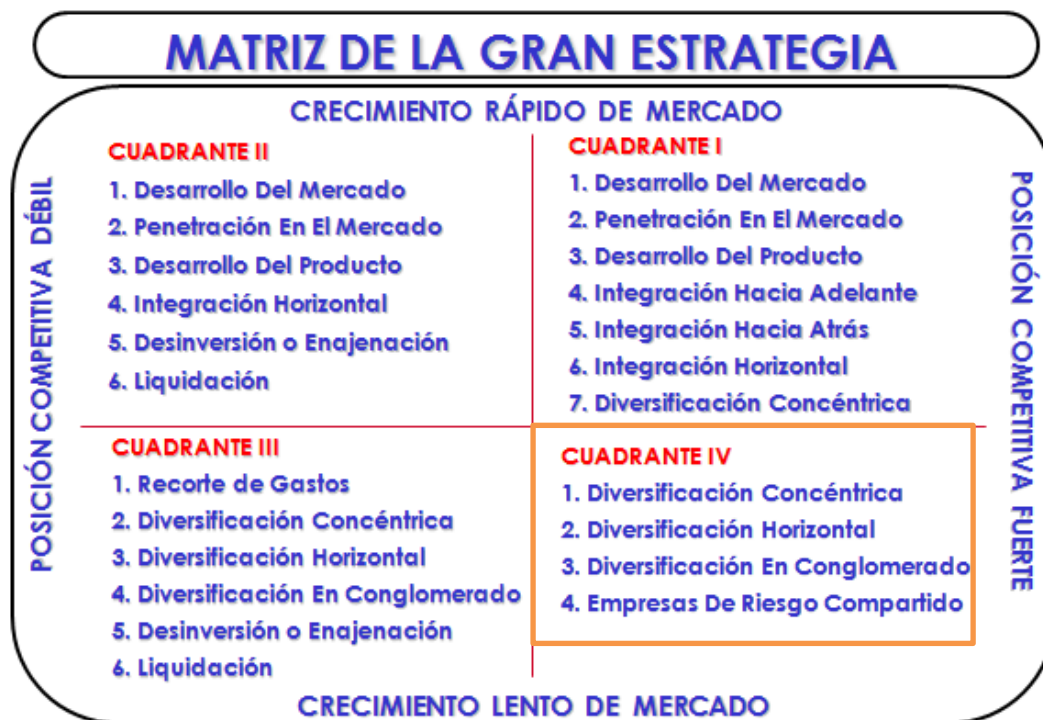 MATRIZ DE LA GRAN ESTRATEGIA
CRECIMIENTO RÁPIDO DE MERCADO
POSICIÓN COMPETITIVA DÉBIL
CUADRANTE II
1. Desarrollo Del Mercado
2. Penetración En El Mercado
3. Desarrollo Del Producto
4. Integración Horizontal
5. Desinversión o Enajenación
6. Liquidación
CUADRANTE I
1. Desarrollo Del Mercado
2. Penetración En El Mercado
3. Desarrollo Del Producto
4. Integración Hacia Adelante
5. Integración Hacia Atrás
6. Integración Horizontal
7. Diversificación Concéntrica
POSICIÓN COMPETITIVA FUERTE
CUADRANTE III
1. Recorte de Gastos
2. Diversificación Concéntrica
3. Diversificación Horizontal
4. Diversificación En Conglomerado
5. Desinversión o Enajenación
6. Liquidación
CUADRANTE IV
1. Diversificación Concéntrica
2. Diversificación Horizontal
3. Diversificación En Conglomerado
4. Empresas De Riesgo Compartido
CRECIMIENTO LENTO DE MERCADO